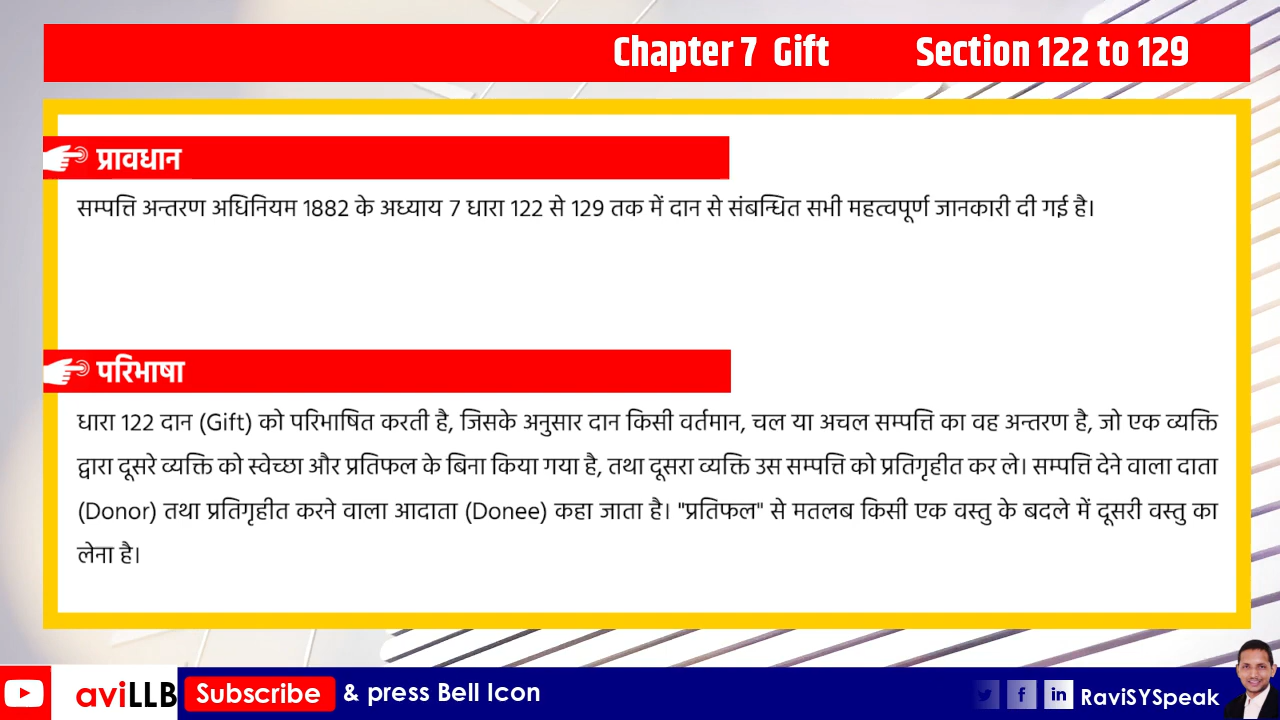 Chapter 7 Gift Section 122 to 129
प्रावधान
सम्पत्ति अन्तरण अधिनियम 1882 के अध्याय 7 धारा 122 से 129 तक में दान से संबन्धित सभी महत्वपूर्ण जानकारी दी गई है।
परिभाषा
धारा 122 दान (Gift) को परिभाषित करती है, जिसके अनुसार दान किसी वर्तमान, चल या अचल सम्पत्ति का वह अन्तरण है, जो एक व्यक्ति
द्वारा दूसरे व्यक्ति को स्वेच्छा और प्रतिफल के बिना किया गया है, तथा दूसरा व्यक्ति उस सम्पत्ति को प्रतिगृहीत कर ले। सम्पत्ति देने वाला दाता
(Donor) तथा प्रतिगृहीत करने वाला आदाता (Donee) कहा जाता है। "प्रतिफल" से मतलब किसी एक वस्तु के बदले में दूसरी वस्तु का
लेना है।
aviLLB Subscribe & press Bell Icon RaviSYSpeak